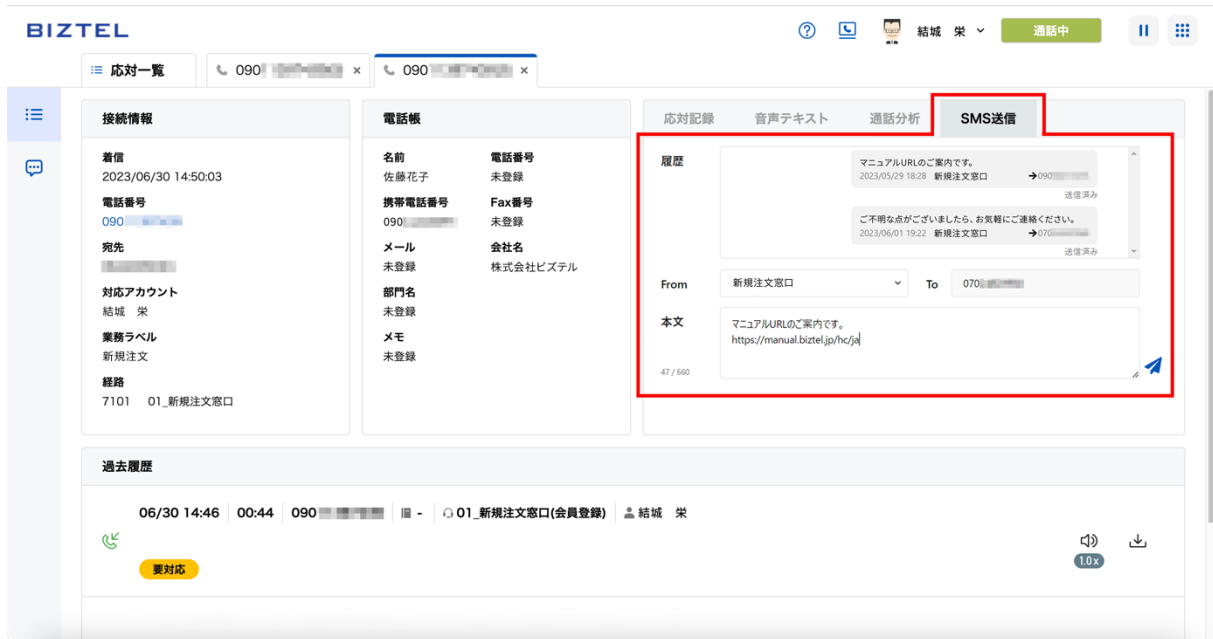 BIZTEL
結城 栄
通話中
応対一覧
090
090
接続情報
着信
2023/06/30 14:50:03
電話番号
090
宛先
対応アカウント
結城 栄
業務ラベル
新規注文
経路
7101 01_新規注文窓口
電話帳
名前
佐藤花子
電話番号
未登録
携帯電話番号
090
Fax番号
未登録
メール
未登録
会社名
株式会社ビズテル
部門名
未登録
メモ
未登録
応対記録 音声テキスト 通話分析 SMS送信
履歴
マニュアルURLのご案内です。
2023/05/29 18:28 新規注文窓口 →090
送信済み
ご不明な点がございましたら、お気軽にご連絡ください。
2023/06/01 19:22 新規注文窓口 →070
送信済み
From 新規注文窓口 To 070
本文
マニュアルURLのご案内です。
https://manual.biztel.jp/hc/ja
47 / 660
過去履歴
06/30 14:46 00:44 090 - 01_新規注文窓口(会員登録) 結城 栄
要対応
1.0x